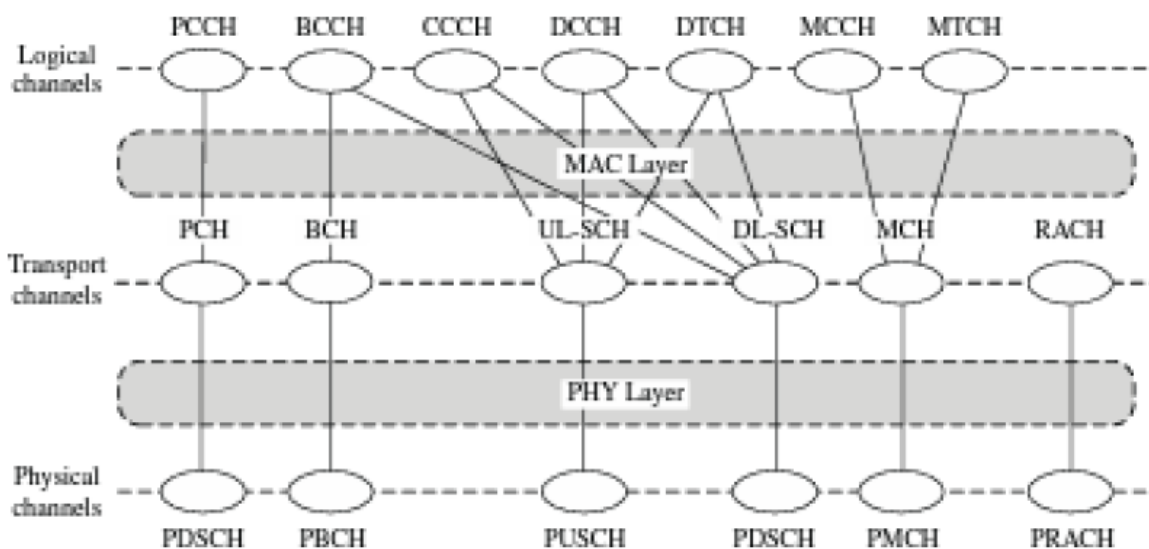 PCCH BCCH CCCH DCCH DTCH MCCH MTCH
Logical
channels
MAC Layer
PCH BCH UL-SCH DL-SCH MCH RACH
Transport
channels
PHY Layer
Physical
channels
PDSCH PBCH PUSCH PDSCH PMCH PRACH